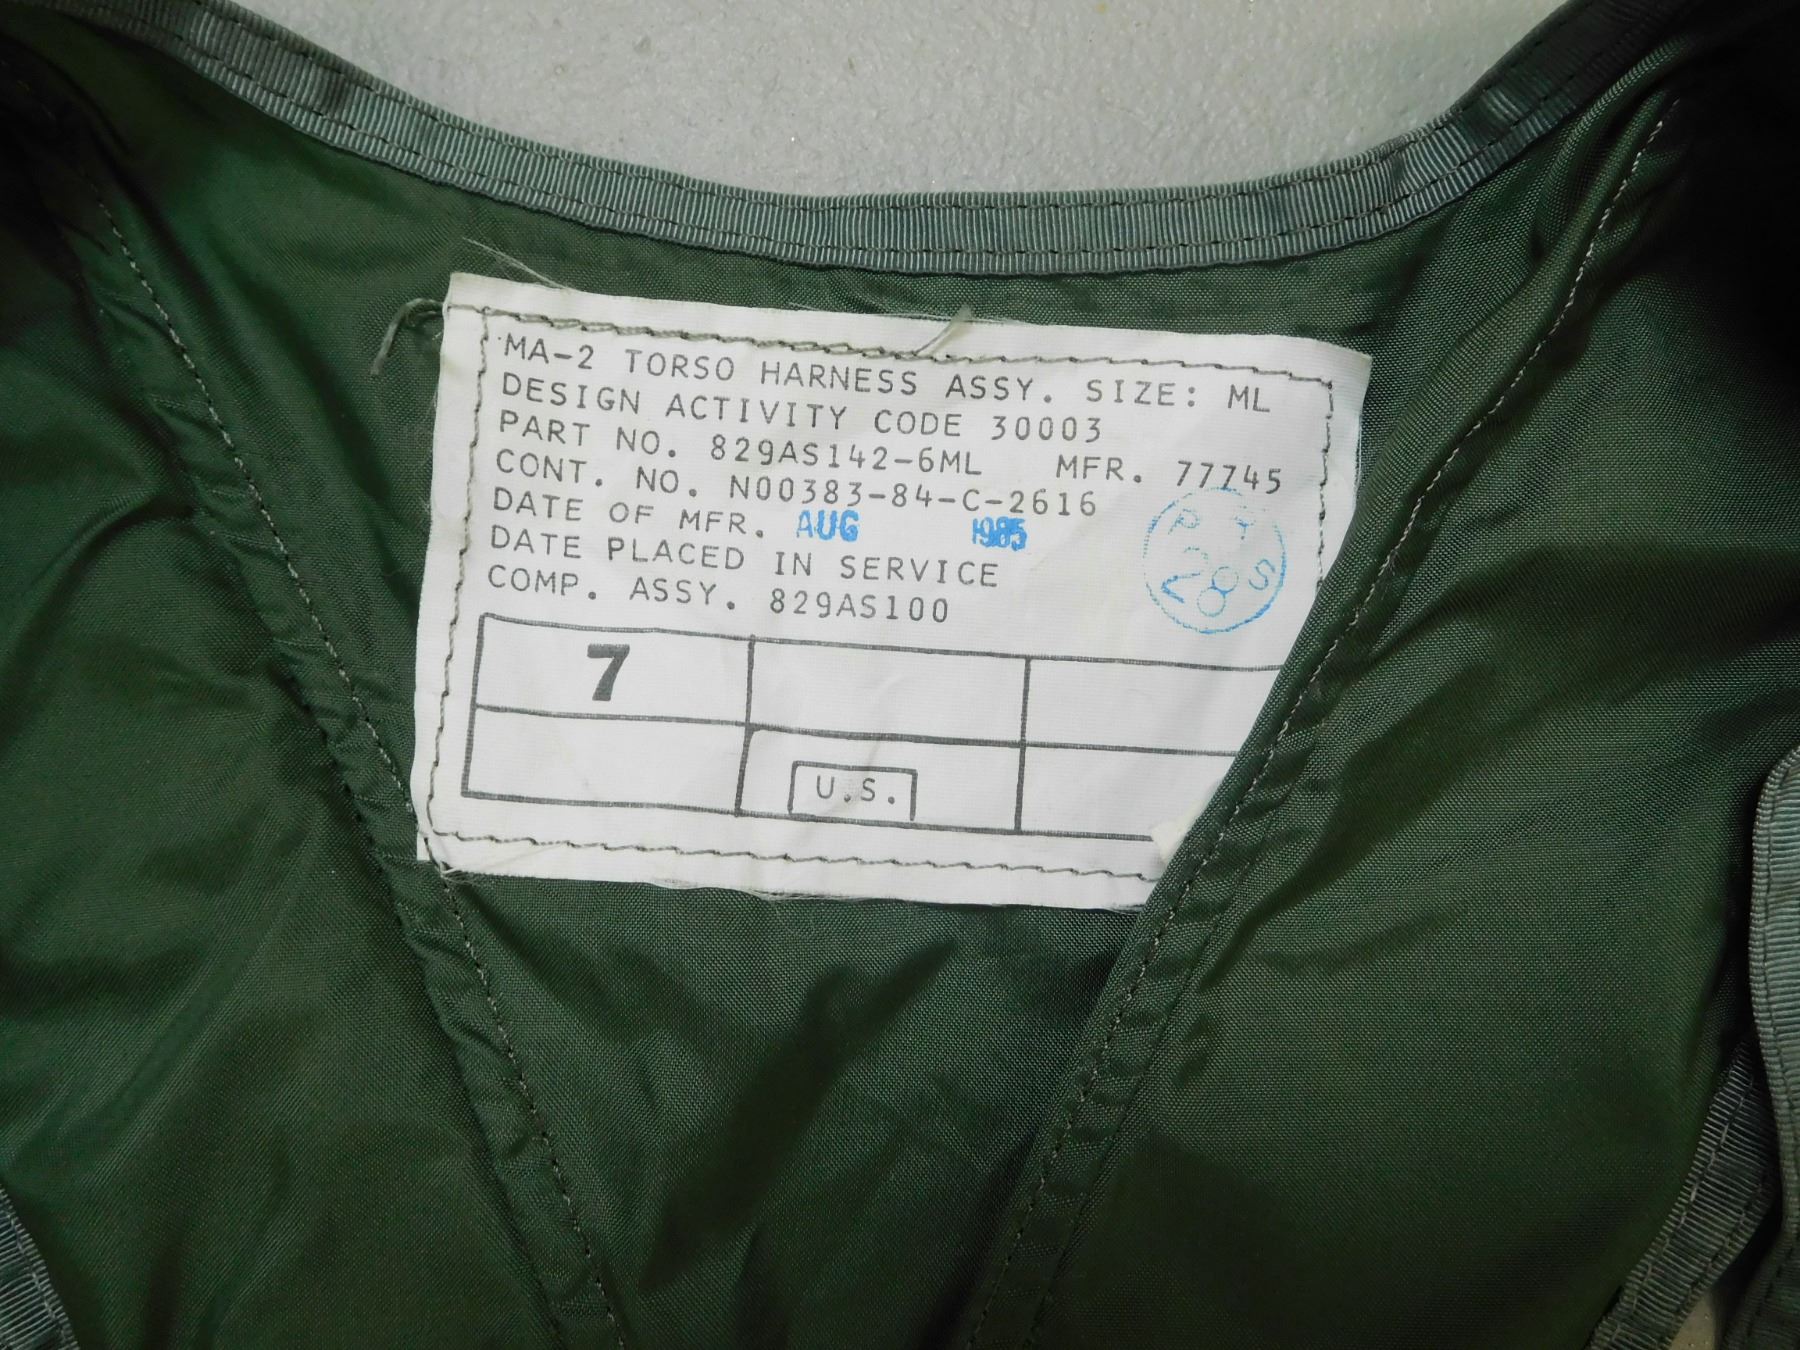 MA-2 TORSO HARNESS ASSY. SIZE: ML
DESIGN ACTIVITY CODE 30003
PART NO. 829AS142-6ML MFR. 77745
CONT. NO. N00383-84-C-2616
DATE OF MFR. AUG 1985
DATE PLACED IN SERVICE
COMP. ASSY. 829AS100
7
U.S.